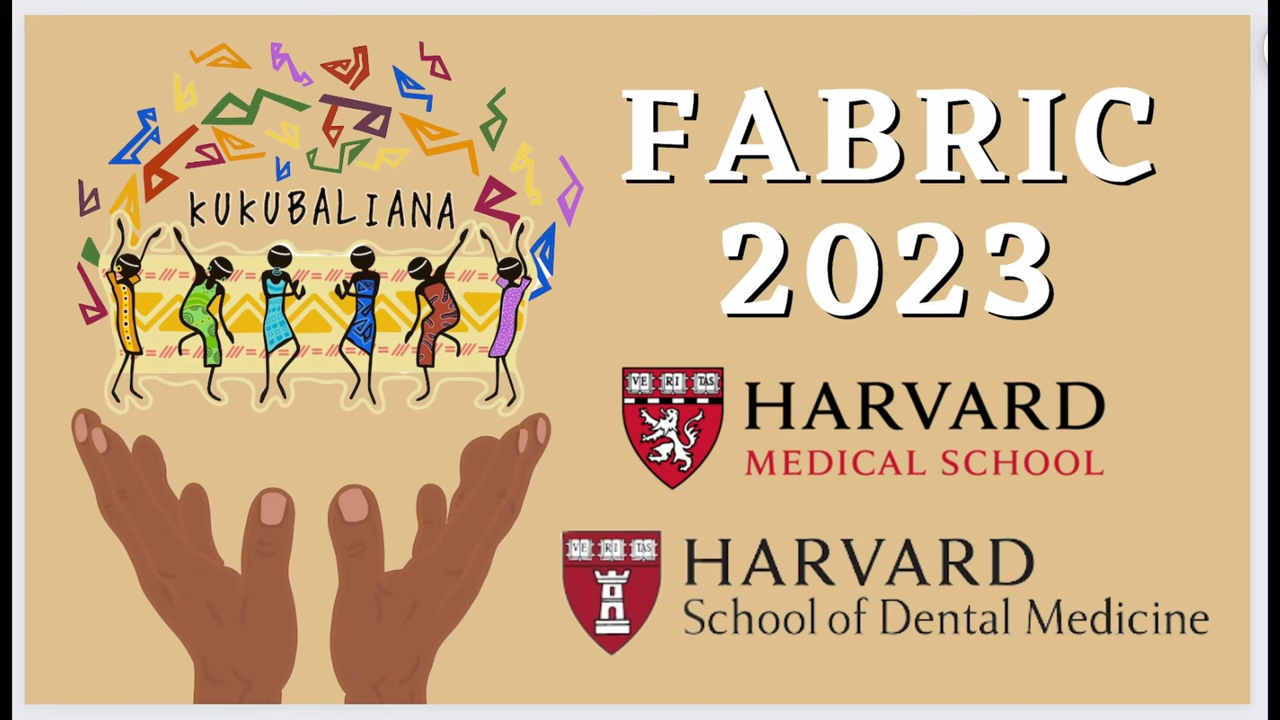 KUKUBALIANA
FABRIC
2023
VE RI TAS
HARVARD
MEDICAL SCHOOL
VE RI TAS
HARVARD
School of Dental Medicine